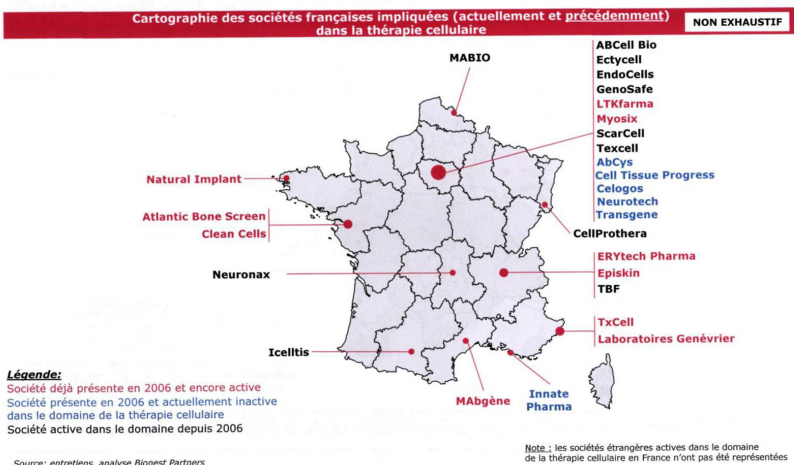 Cartographie des sociétés françaises impliquées (actuellement et précédemment)
dans la thérapie cellulaire
NON EXHAUSTIF
MABIO
ABCell Bio
Ectycell
EndoCells
GenoSafe
LTKfarma
Myosix
ScarCell
Texcell
AbCys
Cell Tissue Progress
Celogos
Neurotech
Transgene
Natural Implant
Atlantic Bone Screen
Clean Cells
CellProthera
Neuronax
ERYtech Pharma
Episkin
TBF
TxCell
Laboratoires Genévrier
Icelltis
MAbgène
Innate
Pharma
Légende:
Société déjà présente en 2006 et encore active
Société présente en 2006 et actuellement inactive
dans le domaine de la thérapie cellulaire
Société active dans le domaine depuis 2006
Note : les sociétés étrangères actives dans le domaine
de la thérapie cellulaire en France n'ont pas été représentées
Source: entretiens, analyse Bionest Partners